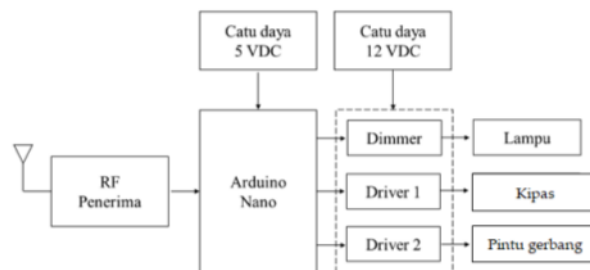 Catu daya
5 VDC
Catu daya
12 VDC
RF
Penerima
Arduino
Nano
Dimmer
Lampu
Driver 1
Kipas
Driver 2
Pintu gerbang